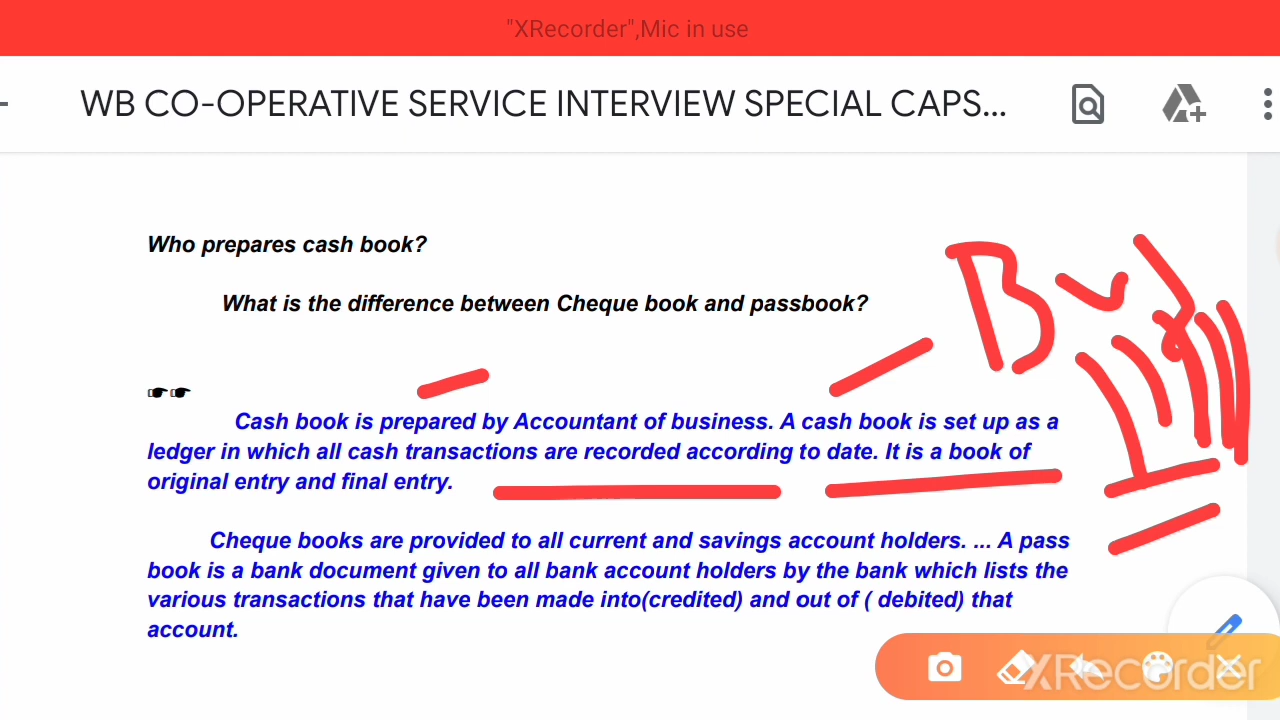 "XRecorder",Mic in use
WB CO-OPERATIVE SERVICE INTERVIEW SPECIAL CAPS...
Who prepares cash book?
What is the difference between Cheque book and passbook?
Cash book is prepared by Accountant of business. A cash book is set up as a
ledger in which all cash transactions are recorded according to date. It is a book of
original entry and final entry.
Cheque books are provided to all current and savings account holders. ... A pass
book is a bank document given to all bank account holders by the bank which lists the
various transactions that have been made into(credited) and out of ( debited) that
account.
XRecorder